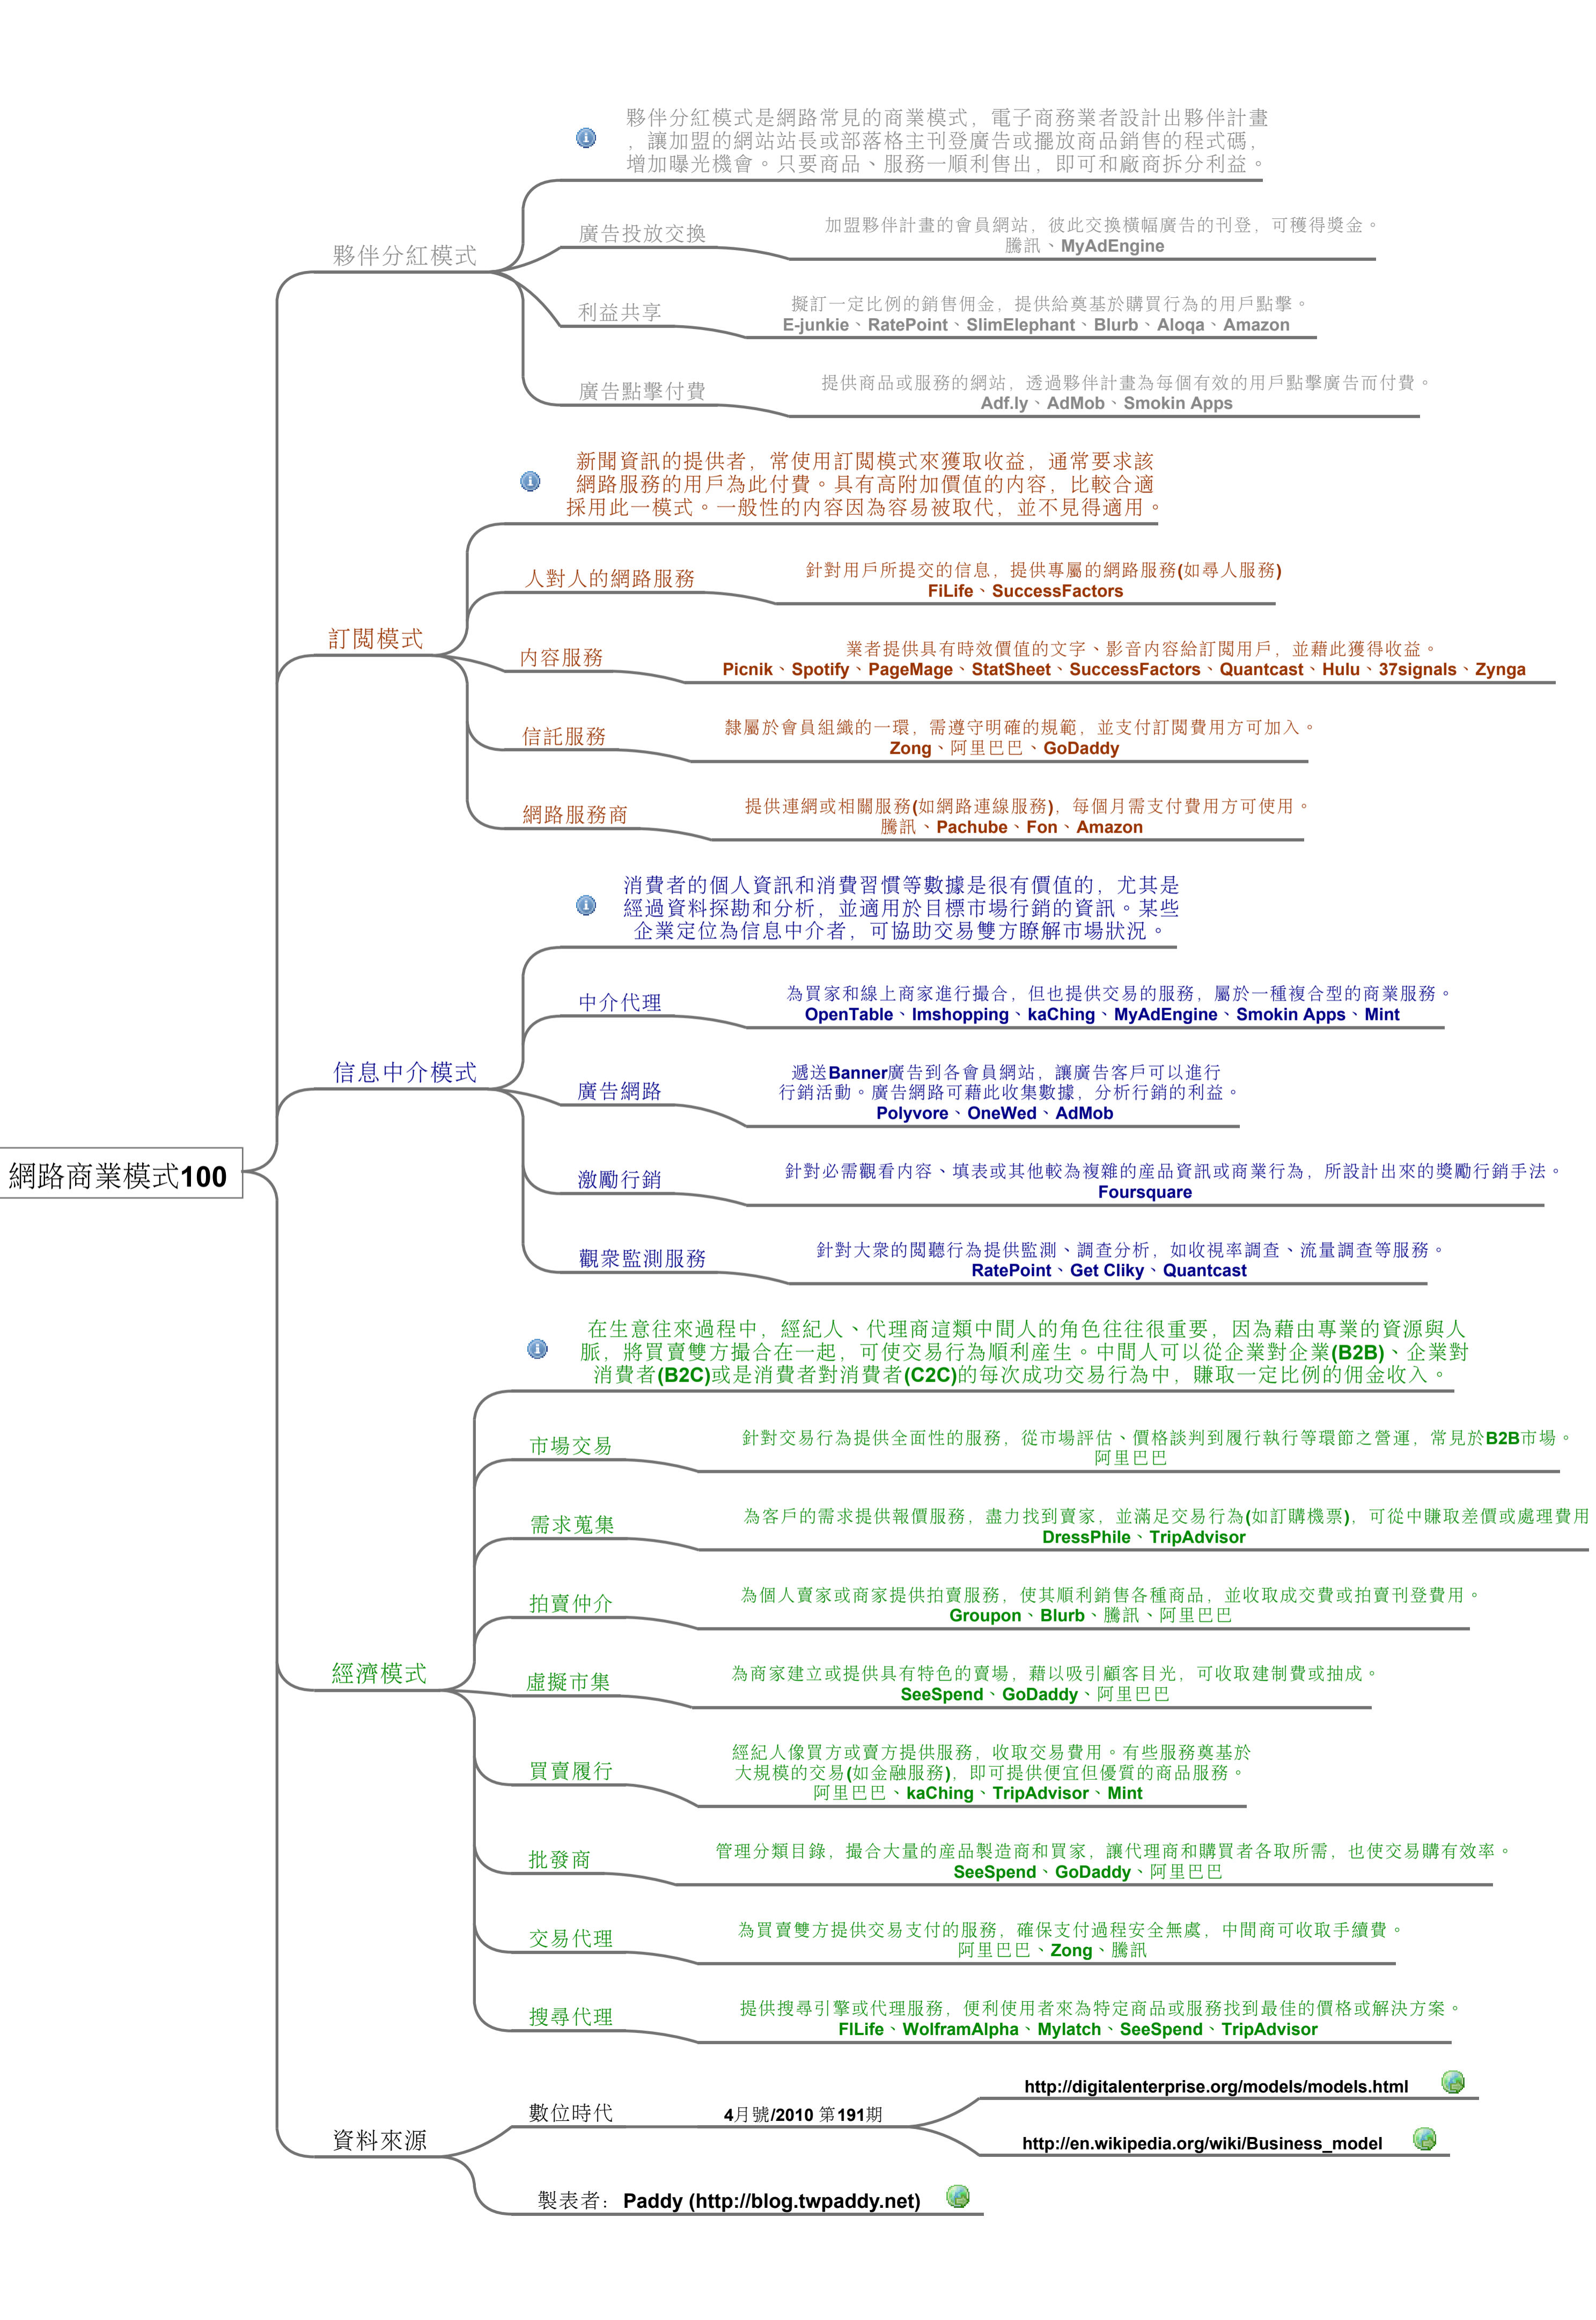 夥伴分紅模式是網路常見的商業模式，電子商務業者設計出夥伴計畫
，讓加盟的網站站長或部落格主刊登廣告或擺放商品銷售的程式碼，
增加曝光機會。只要商品、服務一順利售出，即可和廠商拆分利益。
夥伴分紅模式
廣告投放交換
加盟夥伴計畫的會員網站，彼此交換橫幅廣告的刊登，可穫得獎金。
騰訊、MyAdEngine
利益共享
擬訂一定比例的銷售佣金，提供給奠基於購買行為的用戶點擊。
E-junkie、RatePoint、SlimElephant、Blurb、Aloqa、Amazon
廣告點擊付費
提供商品或服務的網站，透過夥伴計畫為每個有效的用戶點擊廣告而付費。
Adf.ly、AdMob、Smokin Apps
新聞資訊的提供者，常使用訂閱模式來獲取收益，通常要求該
網路服務的用戶為此付費。具有高附加價值的內容，比較合適
採用此一模式。一般性的內容因為容易被取代，並不見得適用。
訂閱模式
人對人的網路服務
針對用戶所提交的信息，提供專屬的網路服務(如尋人服務)
FiLife、SuccessFactors
內容服務
業者提供具有時效價值的文字、影音內容給訂閱用戶，並藉此獲得收益。
Picnik、Spotify、PageMage、StatSheet、SuccessFactors、Quantcast、Hulu、37signals、Zynga
信託服務
隸屬於會員組織的一環，需遵守明確的規範，並支付訂閱費用方可加入。
Zong、阿里巴巴、GoDaddy
網路服務商
提供連網或相關服務(如網路連線服務)，每個月需支付費用方可使用。
騰訊、Pachube、Fon、Amazon
消費者的個人資訊和消費習慣等數據是很有價值的，尤其是
經過資料探勘和分析，並適用於目標市場行銷的資訊。某些
企業定位為信息中介者，可協助交易雙方瞭解市場狀況。
信息中介模式
中介代理
為買家和線上商家進行撮合，但也提供交易的服務，屬於一種複合型的商業服務。
OpenTable、Imshopping、kaChing、MyAdEngine、Smokin Apps、Mint
廣告網路
遞送Banner廣告到各會員網站，讓廣告客戶可以進行
行銷活動。廣告網路可藉此收集數據，分析行銷的利益。
Polyvore、OneWed、AdMob
激勵行銷
針對必需觀看內容、填表或其他較為複雜的產品資訊或商業行為，所設計出來的獎勵行銷手法。
Foursquare
觀衆監測服務
針對大衆的閱聽行為提供監測、調查分析，如收視率調查、流量調查等服務。
RatePoint、Get Cliky、Quantcast
網路商業模式100
在生意往來過程中，經紀人、代理商這類中間人的角色往往很重要，因為藉由專業的資源與人
脈，將買賣雙方撮合在一起，可使交易行為順利產生。中間人可以從企業對企業(B2B)、企業對
消費者(B2C)或是消費者對消費者(C2C)的每次成功交易行為中，賺取一定比例的佣金收入。
經濟模式
市場交易
針對交易行為提供全面性的服務，從市場評估、價格談判到履行執行等環節之營運，常見於B2B市場。
阿里巴巴
需求蒐集
為客戶的需求提供報價服務，盡力找到賣家，並滿足交易行為(如訂購機票)，可從中賺取差價或處理費用
DressPhile、TripAdvisor
拍賣仲介
為個人賣家或商家提供拍賣服務，使其順利銷售各種商品，並收取成交費或拍賣刊登費用。
Groupon、Blurb、騰訊、阿里巴巴
虛擬市集
為商家建立或提供具有特色的賣場，藉以吸引顧客目光，可收取建制費或抽成。
SeeSpend、GoDaddy、阿里巴巴
買賣履行
經紀人像買方或賣方提供服務，收取交易費用。有些服務奠基於
大規模的交易(如金融服務)，即可提供便宜但優質的商品服務。
阿里巴巴、kaChing、TripAdvisor、Mint
批發商
管理分類目錄，撮合大量的產品製造商和買家，讓代理商和購買者各取所需，也使交易購有效率。
SeeSpend、GoDaddy、阿里巴巴
交易代理
為買賣雙方提供交易支付的服務，確保支付過程安全無虞，中間商可收取手續費。
阿里巴巴、Zong、騰訊
搜尋代理
提供搜尋引擎或代理服務，便利使用者來為特定商品或服務找到最佳的價格或解決方案。
FlLife、WolframAlpha、Mylatch、SeeSpend、TripAdvisor
資料來源
數位時代
4月號/2010 第191期
http://digitalenterprise.org/models/models.html
http://en.wikipedia.org/wiki/Business_model
製表者：Paddy (http://blog.twpaddy.net)